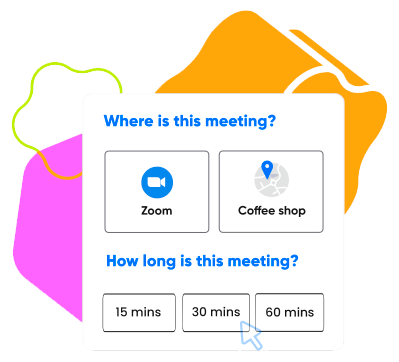 Where is this meeting?
Zoom
Coffee shop
How long is this meeting?
15 mins
30 mins
60 mins